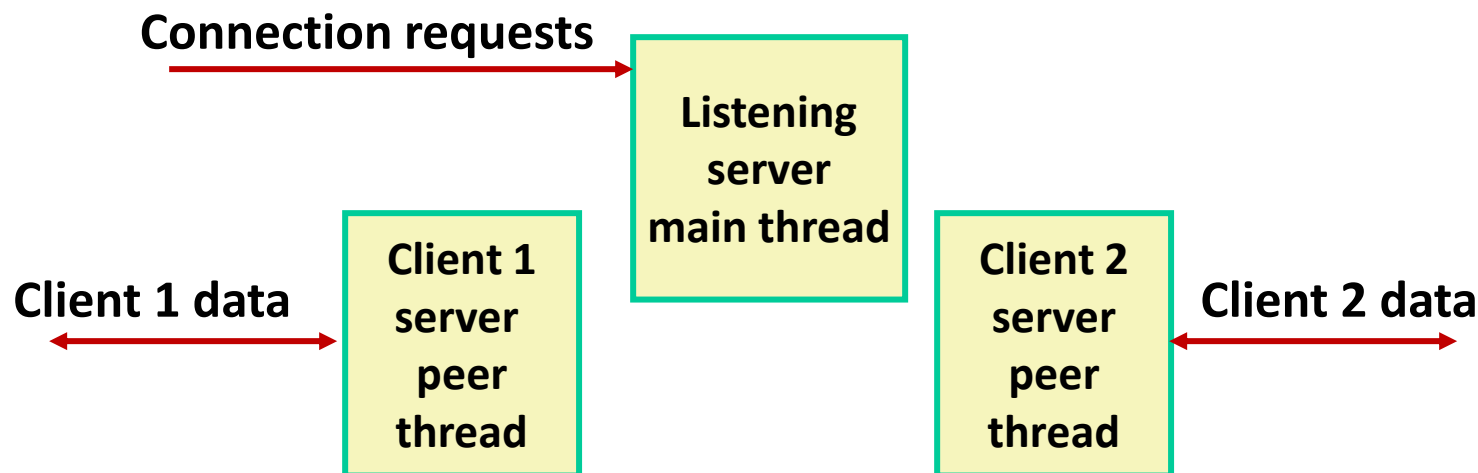 Connection requests
Listening
server
main thread
Client 1 data
Client 1
server
peer
thread
Client 2
server
peer
thread
Client 2 data